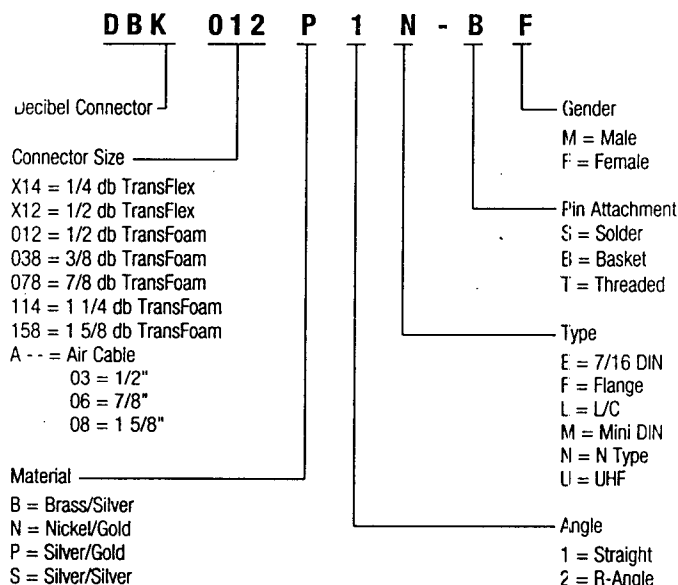 DBK 012 P 1 N - B F
Decibel Connector
Connector Size
X14 = 1/4 db TransFlex
X12 = 1/2 db TransFlex
012 = 1/2 db TransFoam
038 = 3/8 db TransFoam
078 = 7/8 db TransFoam
114 = 1 1/4 db TransFoam
158 = 1 5/8 db TransFoam
A - - = Air Cable
03 = 1/2"
06 = 7/8"
08 = 1 5/8"
Material
B = Brass/Silver
N = Nickel/Gold
P = Silver/Gold
S = Silver/Silver
Gender
M = Male
F = Female
Pin Attachment
S = Solder
B = Basket
T = Threaded
Type
E = 7/16 DIN
F = Flange
L = L/C
M = Mini DIN
N = N Type
U = UHF
Angle
1 = Straight
2 = R-Angle